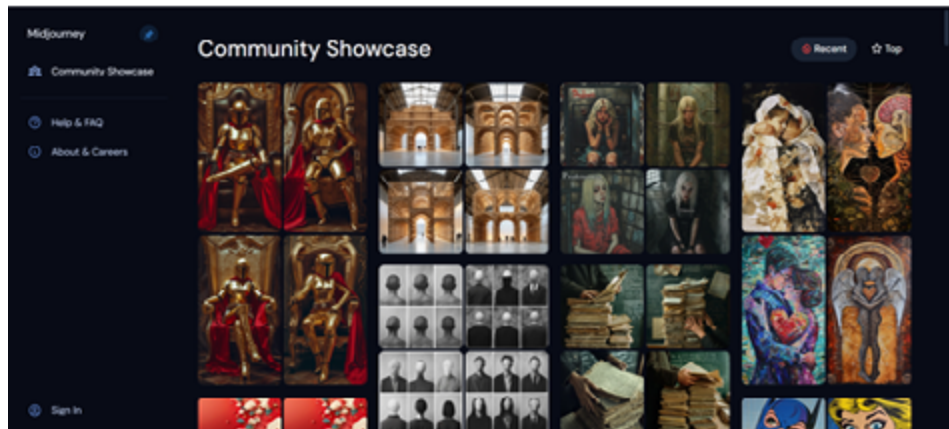 Midjourney
Community Showcase
Help & FAQ
About & Careers
Sign In
Community Showcase
Recent
Top